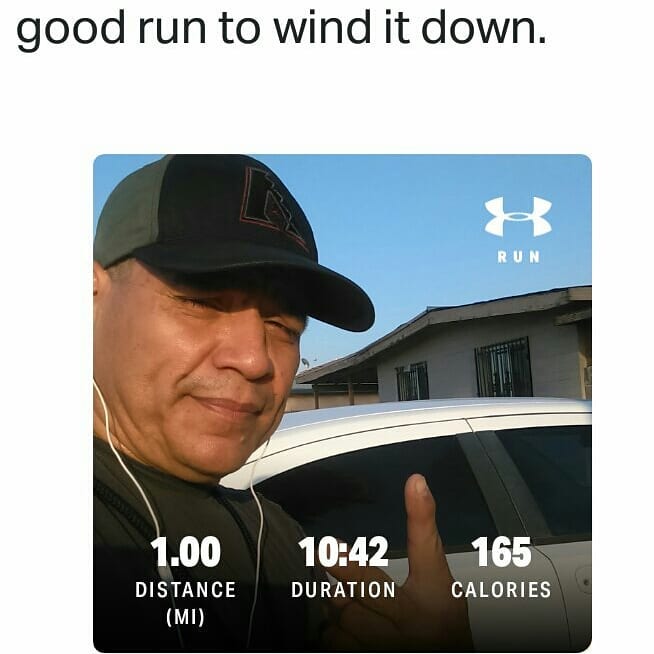 good run to wind it down.
RUN
1.00 10:42 165
DISTANCE DURATION CALORIES
(MI)